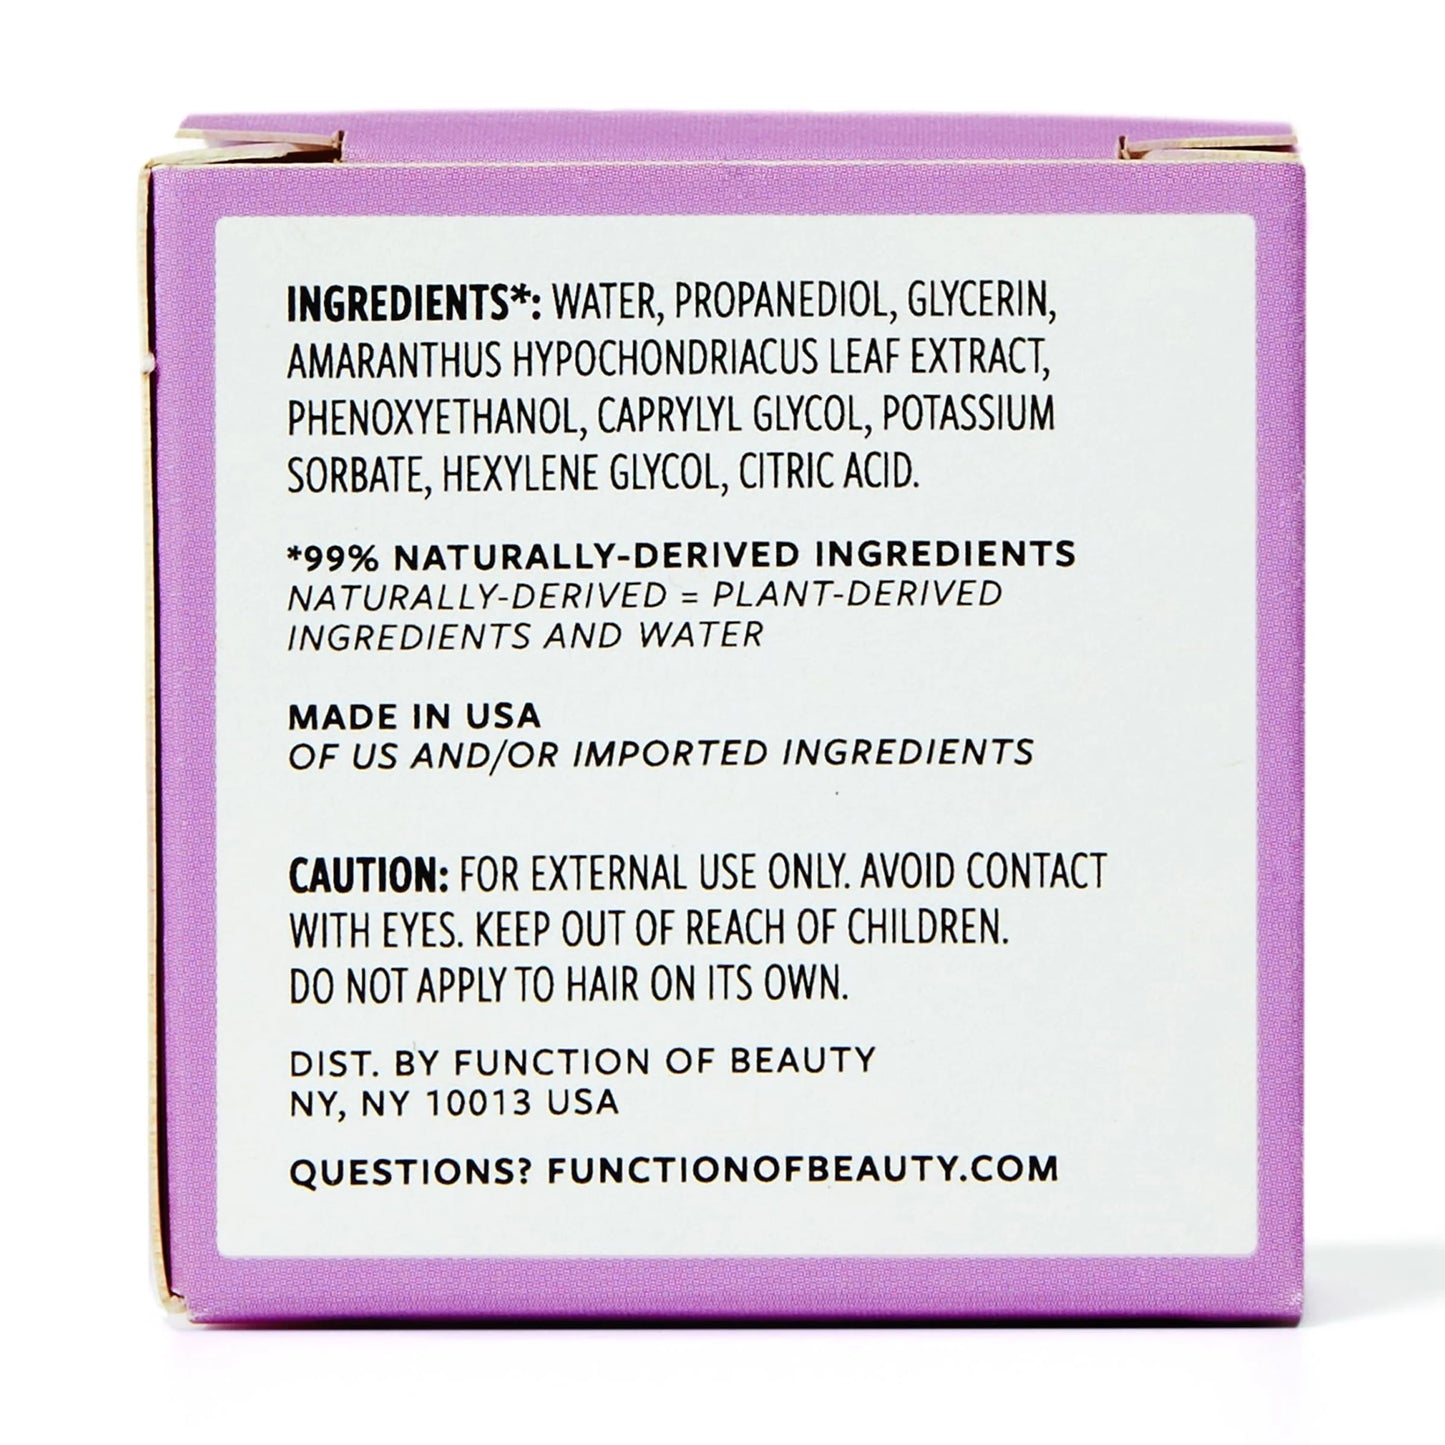 INGREDIENTS*: WATER, PROPANEDIOL, GLYCERIN,
AMARANTHUS HYPOCHONDRIACUS LEAF EXTRACT,
PHENOXYETHANOL, CAPRYLYL GLYCOL, POTASSIUM
SORBATE, HEXYLENE GLYCOL, CITRIC ACID.
*99% NATURALLY-DERIVED INGREDIENTS
NATURALLY-DERIVED = PLANT-DERIVED
INGREDIENTS AND WATER
MADE IN USA
OF US AND/OR IMPORTED INGREDIENTS
CAUTION: FOR EXTERNAL USE ONLY. AVOID CONTACT
WITH EYES. KEEP OUT OF REACH OF CHILDREN.
DO NOT APPLY TO HAIR ON ITS OWN.
DIST. BY FUNCTION OF BEAUTY
NY, NY 10013 USA
QUESTIONS? FUNCTIONOFBEAUTY.COM